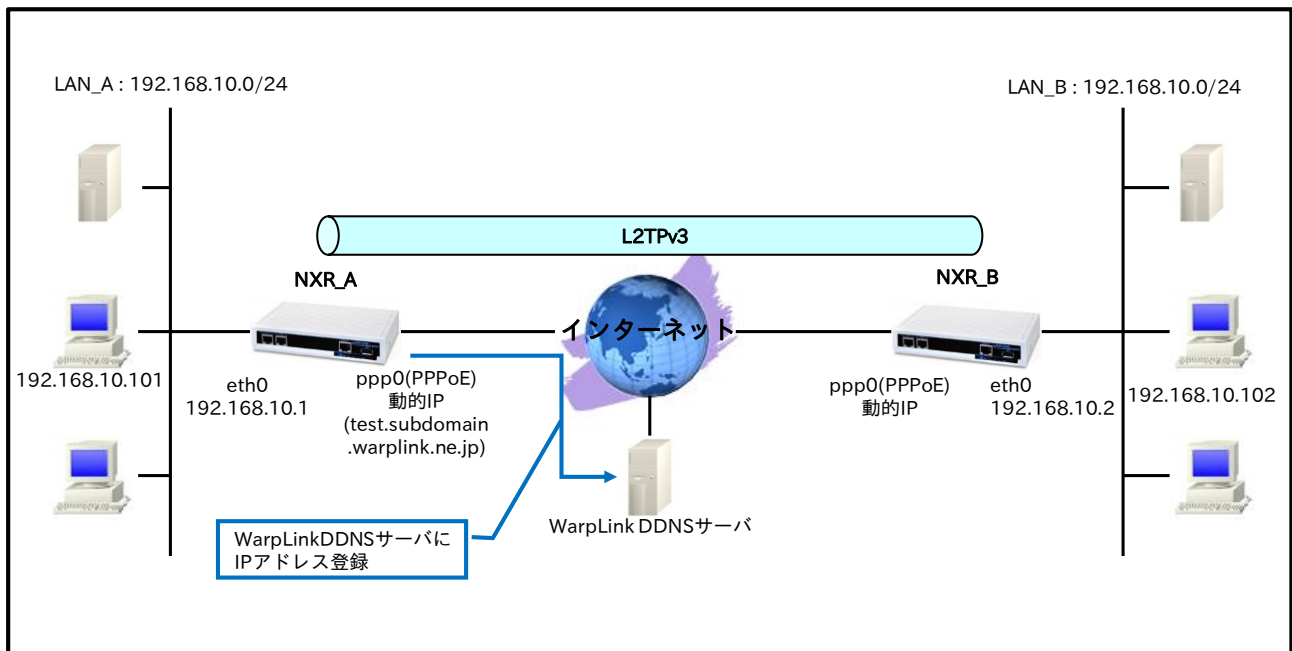 LAN_A : 192.168.10.0/24
LAN_B : 192.168.10.0/24
L2TPv3
NXR_A
NXR_B
インターネット
192.168.10.101
eth0
192.168.10.1
ppp0(PPPoE)
動的IP
(test.subdomain
.warplink.ne.jp)
ppp0(PPPoE)
動的IP
eth0
192.168.10.2
192.168.10.102
WarpLink DDNSサーバ
WarpLinkDDNSサーバに
IPアドレス登録